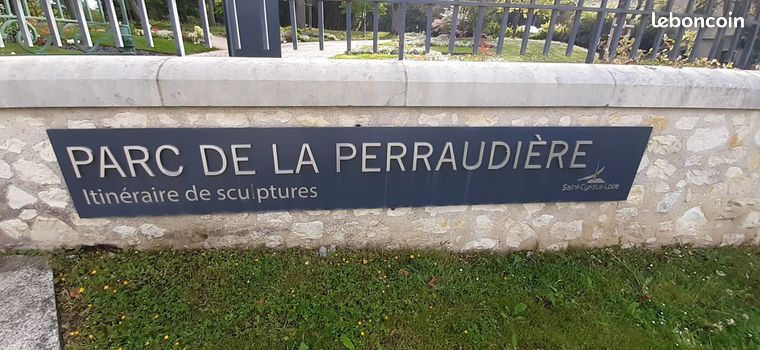 leboncoin
PARC DE LA PERRAUDIÈRE
Itinéraire de sculptures
Saint-Cyr-sur-Loire